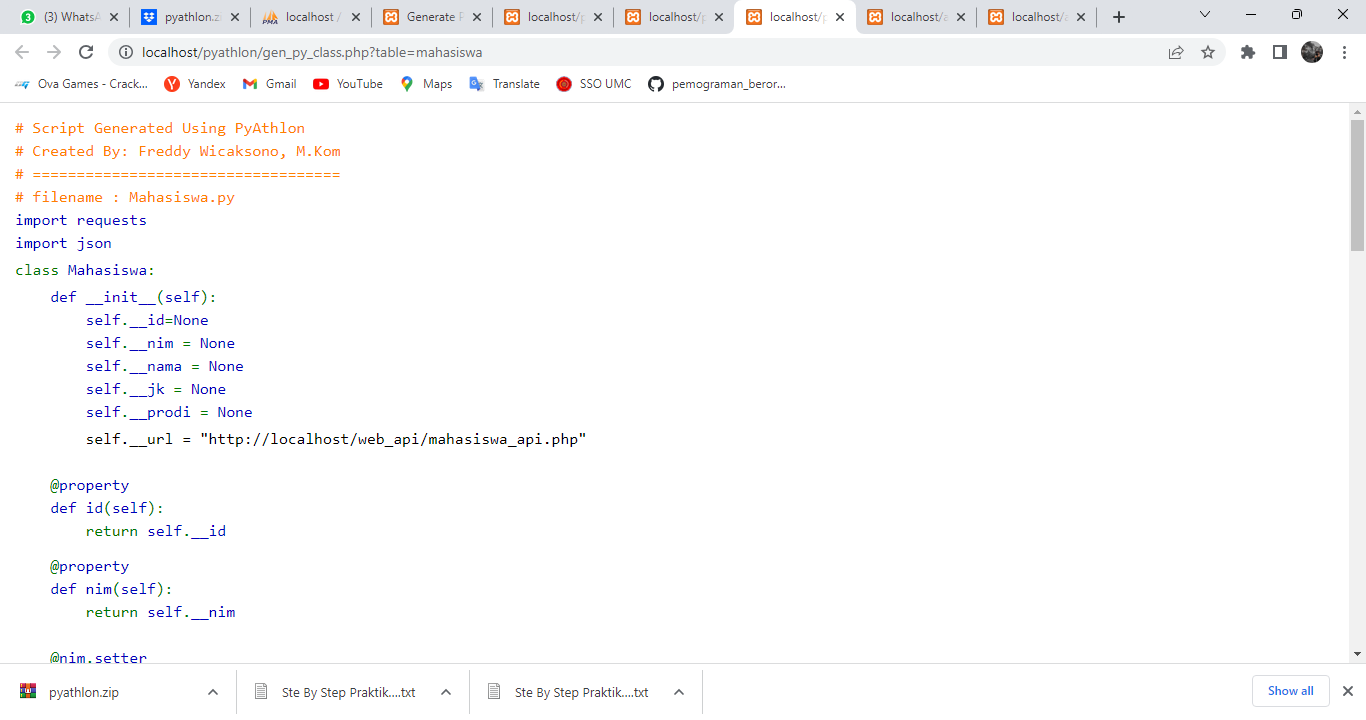 (3) WhatsA
pyathlon.z
localhost /
Generate P
localhost/p
localhost/p
localhost/p
localhost/a
localhost/a
localhost/pyathlon/gen_py_class.php?table=mahasiswa
Ova Games - Crack...
Yandex
Gmail
YouTube
Maps
Translate
SSO UMC
pemograman_beror...
# Script Generated Using PyAthlon
# Created By: Freddy Wicaksono, M.Kom
# ===================================
# filename : Mahasiswa.py
import requests
import json
class Mahasiswa:
    def __init__(self):
        self.__id=None
        self.__nim = None
        self.__nama = None
        self.__jk = None
        self.__prodi = None
        self.__url = "http://localhost/web_api/mahasiswa_api.php"
    @property
    def id(self):
        return self.__id
    @property
    def nim(self):
        return self.__nim
    @nim.setter
pyathlon.zip
Ste By Step Praktik....txt
Ste By Step Praktik....txt
Show all